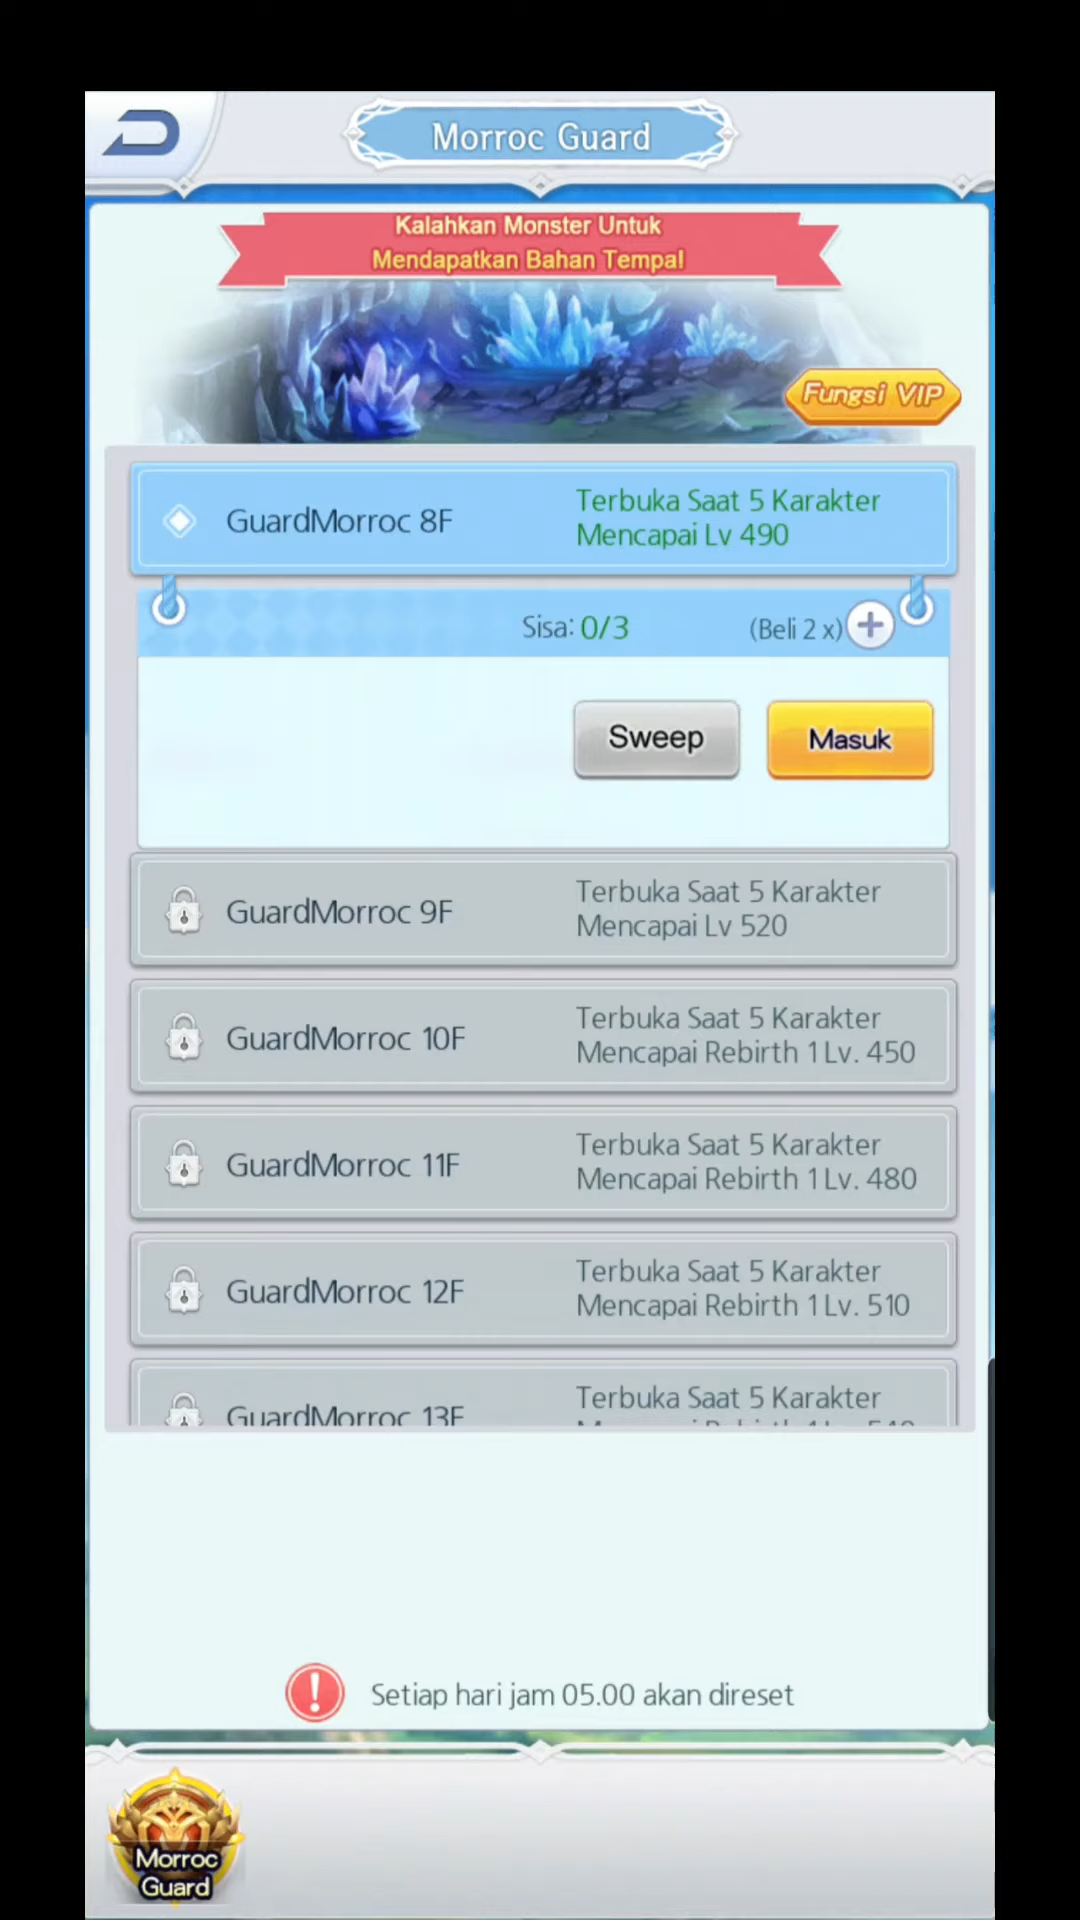 Morroc Guard
Kalahkan Monster Untuk
Mendapatkan Bahan Tempa!
Fungsi VIP
GuardMorroc 8F
Terbuka Saat 5 Karakter
Mencapai Lv 490
Sisa: 0/3
(Beli 2 x)
Sweep
Masuk
GuardMorroc 9F
Terbuka Saat 5 Karakter
Mencapai Lv 520
GuardMorroc 10F
Terbuka Saat 5 Karakter
Mencapai Rebirth 1 Lv. 450
GuardMorroc 11F
Terbuka Saat 5 Karakter
Mencapai Rebirth 1 Lv. 480
GuardMorroc 12F
Terbuka Saat 5 Karakter
Mencapai Rebirth 1 Lv. 510
GuardMorroc 13F
Terbuka Saat 5 Karakter
Setiap hari jam 05.00 akan direset
Morroc
Guard